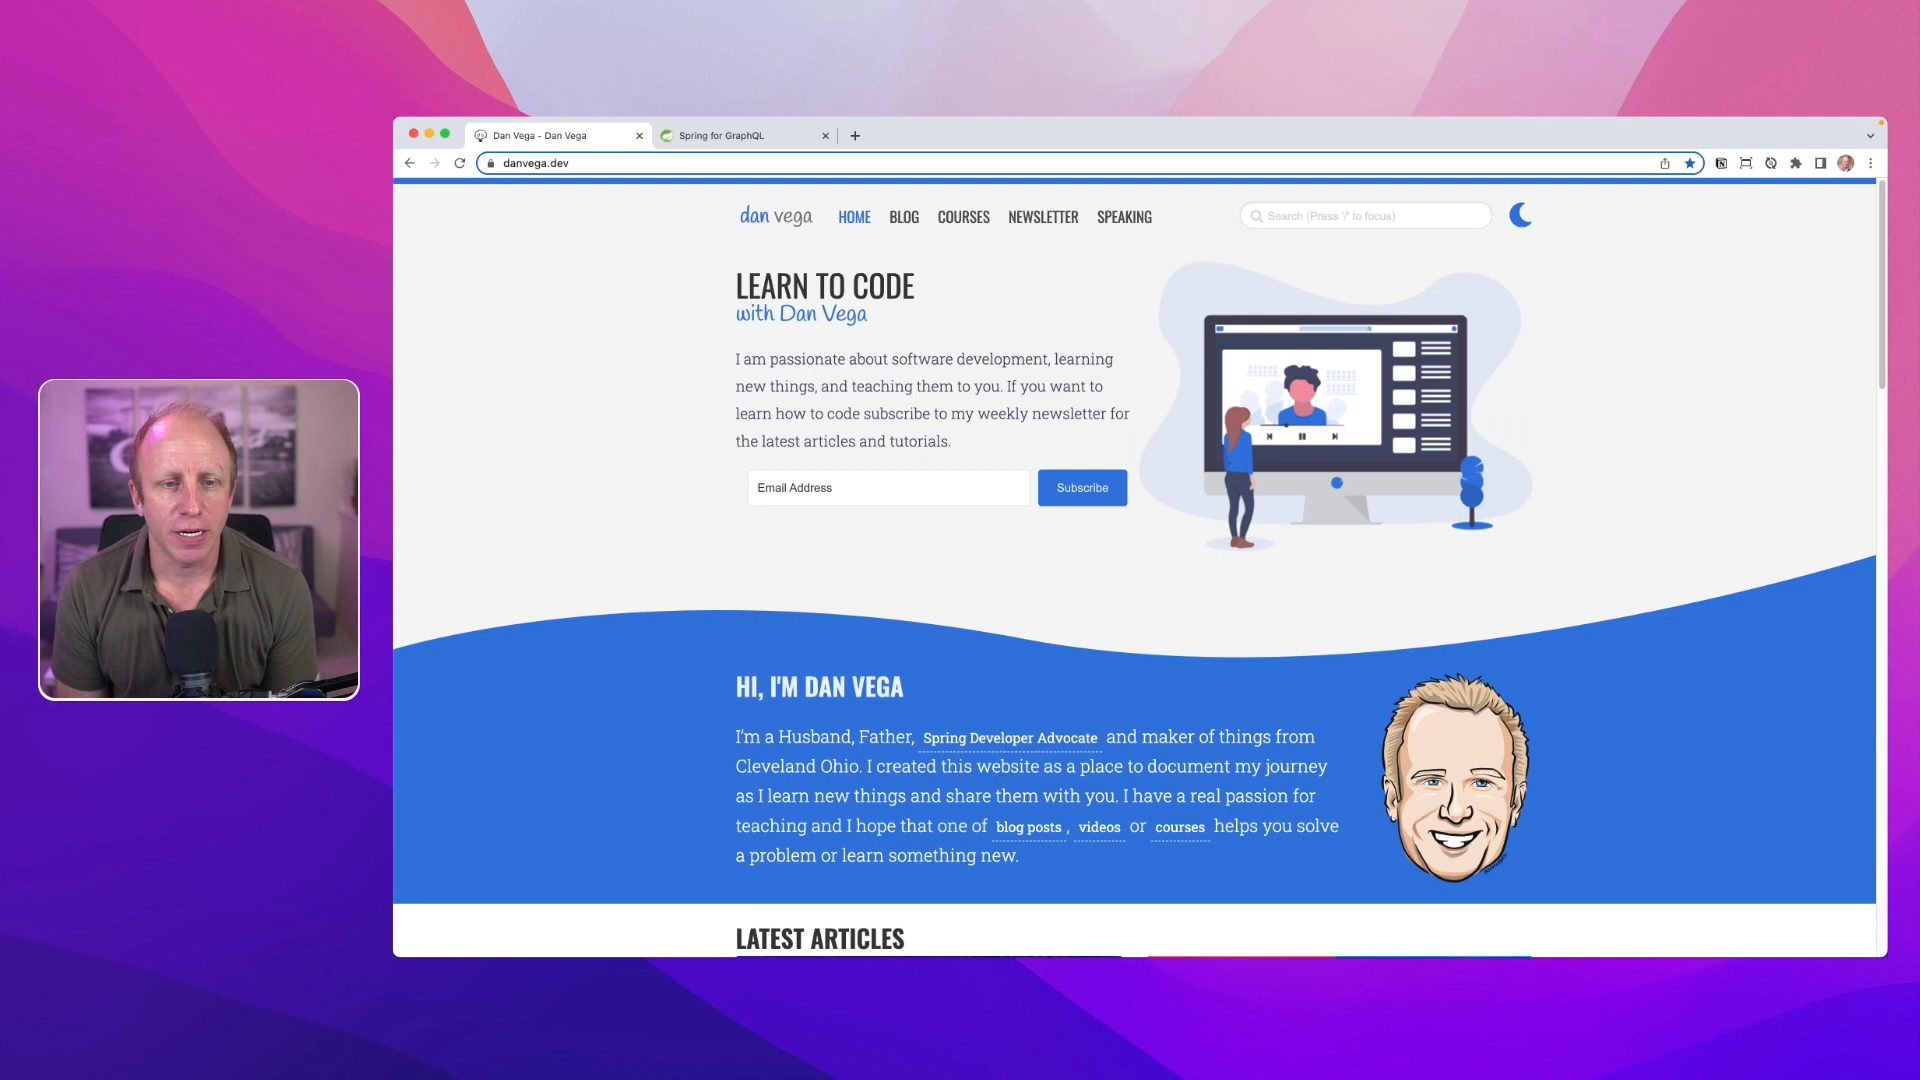 Dan Vega - Dan Vega
Spring for GraphQL
danvega.dev
dan vega HOME BLOG COURSES NEWSLETTER SPEAKING
Search (Press '/' to focus)
LEARN TO CODE
with Dan Vega
I am passionate about software development, learning
new things, and teaching them to you. If you want to
learn how to code subscribe to my weekly newsletter for
the latest articles and tutorials.
Email Address
Subscribe
HI, I'M DAN VEGA
I'm a Husband, Father, Spring Developer Advocate and maker of things from
Cleveland Ohio. I created this website as a place to document my journey
as I learn new things and share them with you. I have a real passion for
teaching and I hope that one of blog posts , videos or courses helps you solve
a problem or learn something new.
LATEST ARTICLES